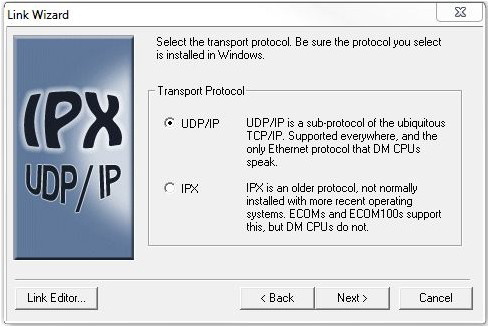 Link Wizard
Select the transport protocol. Be sure the protocol you select
is installed in Windows.
IPX
UDP/IP
Transport Protocol
UDP/IP
UDP/IP is a sub-protocol of the ubiquitous
TCP/IP. Supported everywhere, and the
only Ethernet protocol that DM CPUs
speak.
IPX
IPX is an older protocol, not normally
installed with more recent operating
systems. ECOMs and ECOM100s support
this, but DM CPUs do not.
Link Editor...
< Back
Next >
Cancel